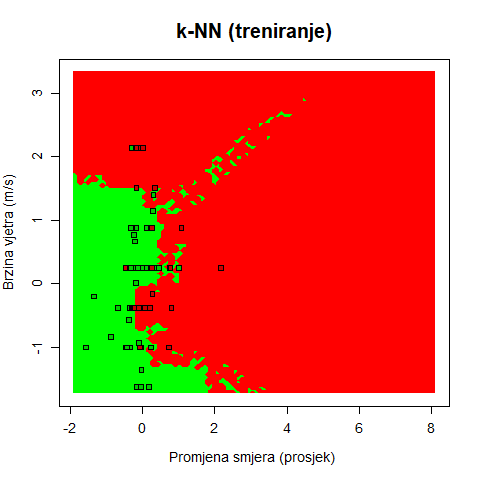 k-NN (treniranje)
Brzina vjetra (m/s)
3
2
1
0
-1
-2 0 2 4 6 8
Promjena smjera (prosjek)